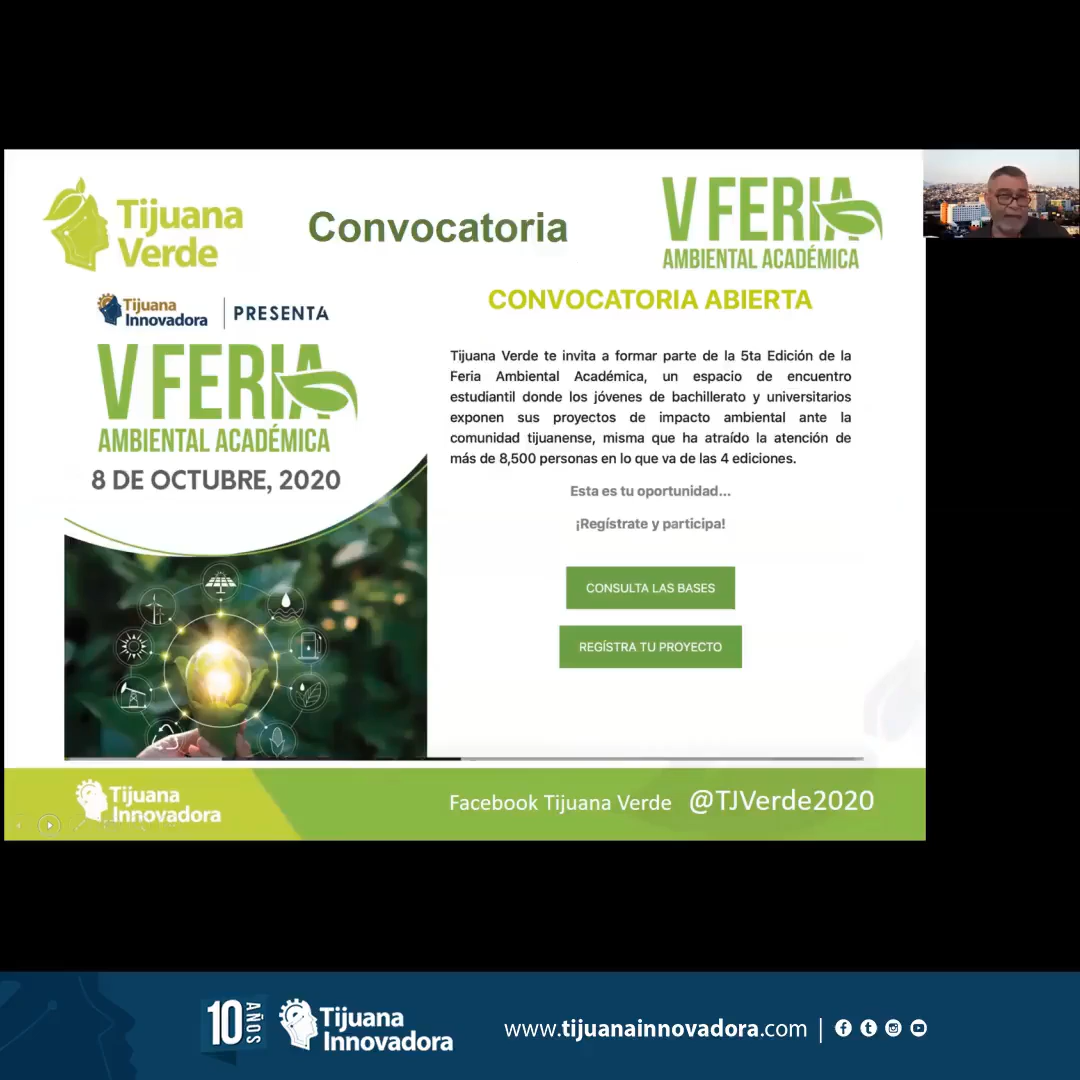 Tijuana
Verde
Convocatoria
V FERIA
AMBIENTAL ACADÉMICA
Tijuana
Innovadora
PRESENTA
V FERIA
AMBIENTAL ACADÉMICA
8 DE OCTUBRE, 2020
CONVOCATORIA ABIERTA
Tijuana Verde te invita a formar parte de la 5ta Edición de la
Feria Ambiental Académica, un espacio de encuentro
estudiantil donde los jóvenes de bachillerato y universitarios
exponen sus proyectos de impacto ambiental ante la
comunidad tijuanense, misma que ha atraído la atención de
más de 8,500 personas en lo que va de las 4 ediciones.
Esta es tu oportunidad...
¡Regístrate y participa!
CONSULTA LAS BASES
REGÍSTRA TU PROYECTO
Tijuana
Innovadora
Facebook Tijuana Verde @TJVerde2020
10 AÑOS
Tijuana
Innovadora
www.tijuanainnovadora.com |